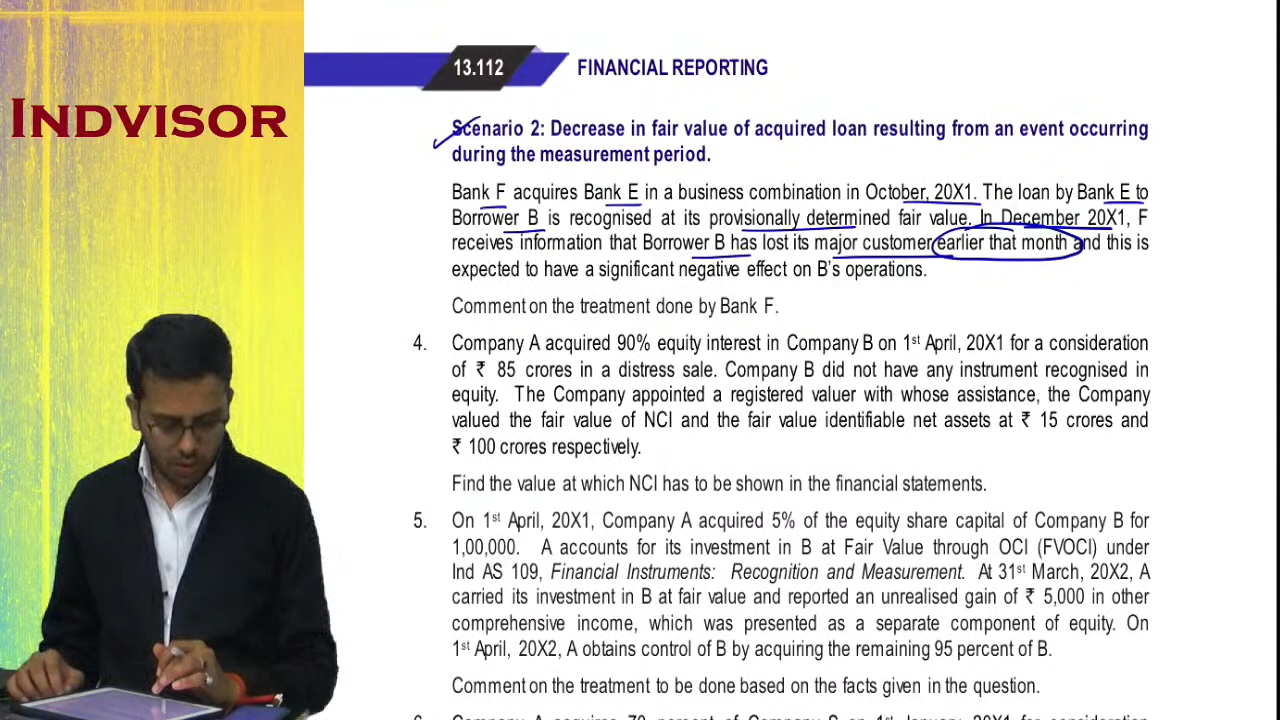 INDVISOR
13.112 FINANCIAL REPORTING
Scenario 2: Decrease in fair value of acquired loan resulting from an event occurring
during the measurement period.
Bank F acquires Bank E in a business combination in October, 20X1. The loan by Bank E to
Borrower B is recognised at its provisionally determined fair value. In December 20X1, F
receives information that Borrower B has lost its major customer earlier that month and this is
expected to have a significant negative effect on B's operations.
Comment on the treatment done by Bank F.
4. Company A acquired 90% equity interest in Company B on 1st April, 20X1 for a consideration
of ₹ 85 crores in a distress sale. Company B did not have any instrument recognised in
equity. The Company appointed a registered valuer with whose assistance, the Company
valued the fair value of NCI and the fair value identifiable net assets at ₹ 15 crores and
₹ 100 crores respectively.
Find the value at which NCI has to be shown in the financial statements.
5. On 1st April, 20X1, Company A acquired 5% of the equity share capital of Company B for
1,00,000. A accounts for its investment in B at Fair Value through OCI (FVOCI) under
Ind AS 109, Financial Instruments: Recognition and Measurement. At 31st March, 20X2, A
carried its investment in B at fair value and reported an unrealised gain of ₹ 5,000 in other
comprehensive income, which was presented as a separate component of equity. On
1st April, 20X2, A obtains control of B by acquiring the remaining 95 percent of B.
Comment on the treatment to be done based on the facts given in the question.